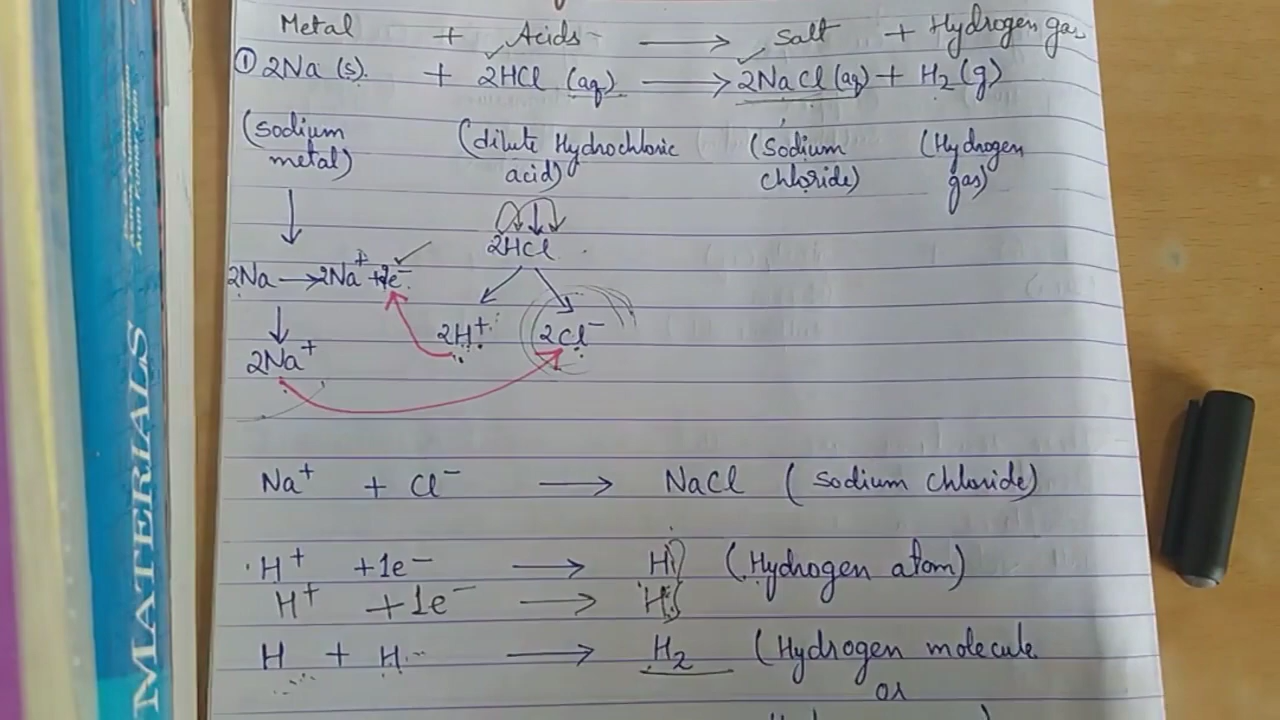 Metal + Acids → Salt + Hydrogen gas
① 2Na (s). + 2HCl (aq) → 2NaCl (aq) + H₂ (g)
(sodium metal) (dilute Hydrochloric acid) (Sodium chloride) (Hydrogen gas)
2HCl
2Na → 2Na⁺ + 2e⁻
2H⁺ 2Cl⁻
2Na⁺
Na⁺ + Cl⁻ → NaCl (sodium chloride)
H⁺ + 1e⁻ → H (Hydrogen atom)
H⁺ + 1e⁻ → H
H + H → H₂ (Hydrogen molecule
or
MATERIALS